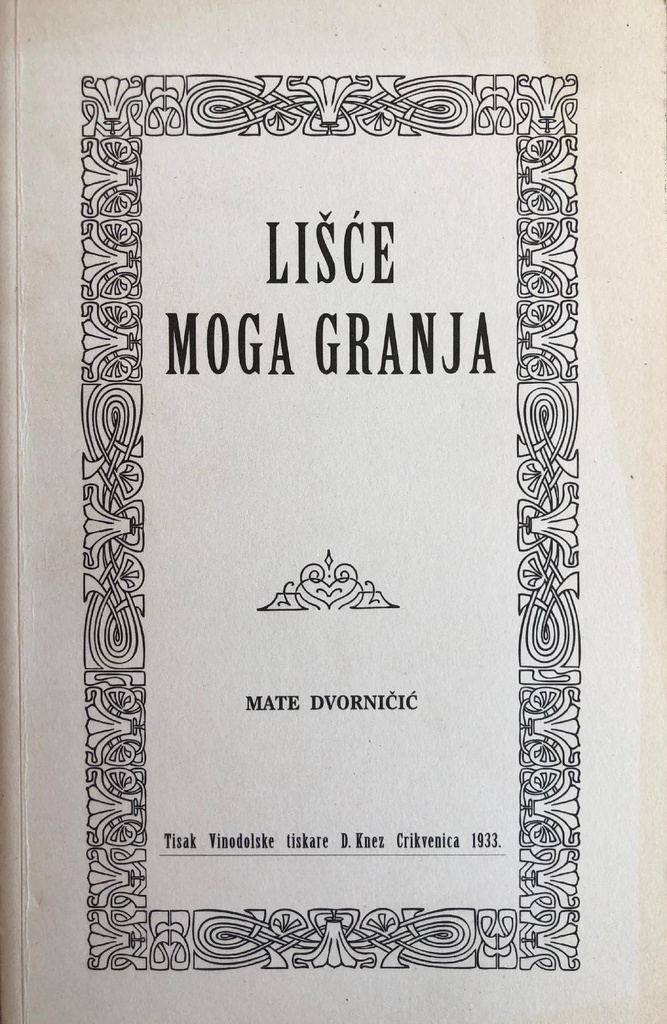 LIŠĆE
MOGA GRANJA
MATE DVORNIČIĆ
Tisak Vinodolske tiskare D. Knez Crikvenica 1933.